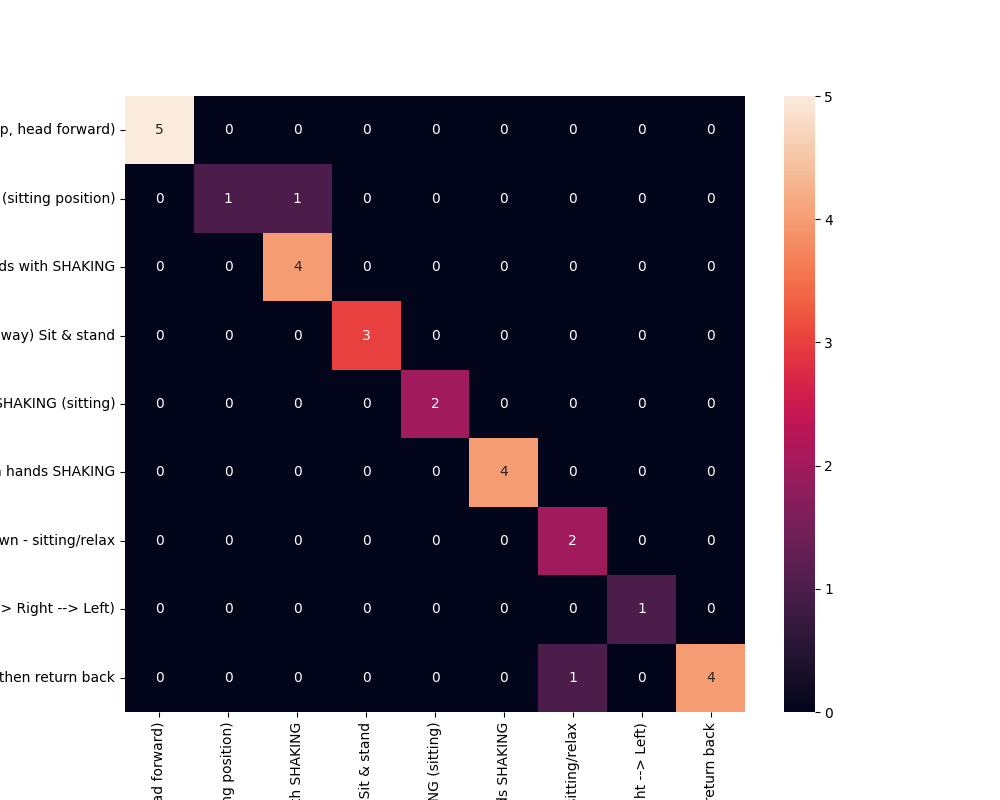 p, head forward) 5 0 0 0 0 0 0 0 0
(sitting position) 0 1 1 0 0 0 0 0 0
ds with SHAKING 0 0 4 0 0 0 0 0 0
way) Sit & stand 0 0 0 3 0 0 0 0 0
SHAKING (sitting) 0 0 0 0 2 0 0 0 0
hands SHAKING 0 0 0 0 0 4 0 0 0
wn - sitting/relax 0 0 0 0 0 0 2 0 0
> Right --> Left) 0 0 0 0 0 0 0 1 0
then return back 0 0 0 0 0 0 1 0 4
5
4
3
2
1
0
ad forward)
ng position)
th SHAKING
Sit & stand
NG (sitting)
ds SHAKING
sitting/relax
ht --> Left)
return back